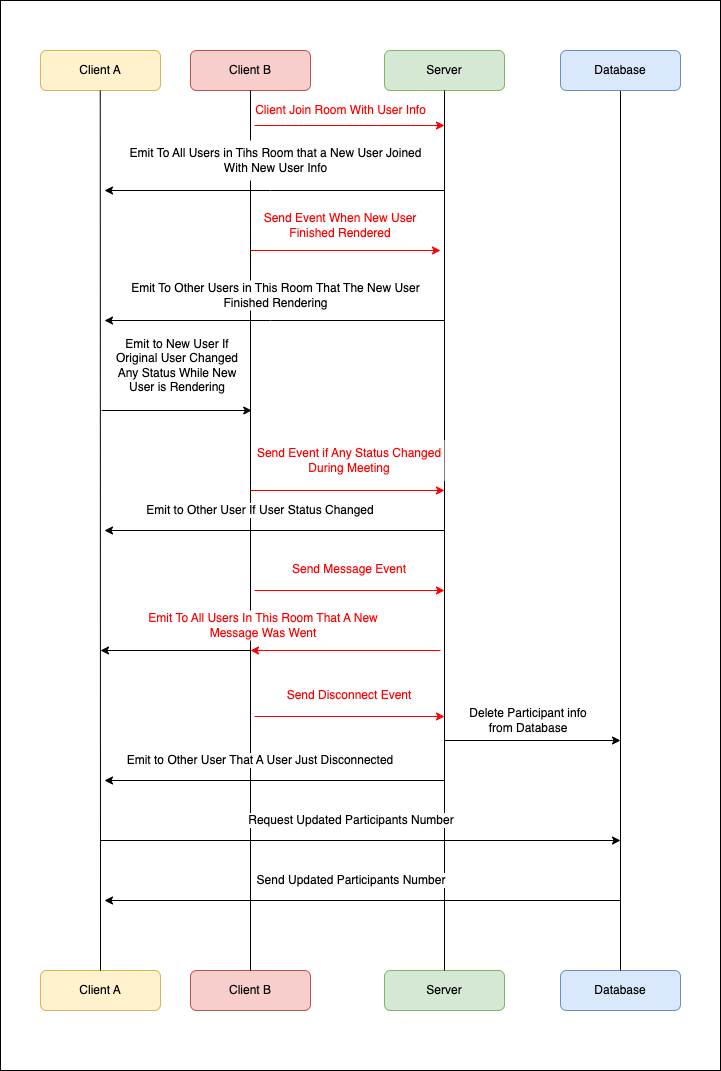 Client A
Client B
Server
Database
Client Join Room With User Info
Emit To All Users in Tihs Room that a New User Joined
With New User Info
Send Event When New User
Finished Rendered
Emit To Other Users in This Room That The New User
Finished Rendering
Emit to New User If
Original User Changed
Any Status While New
User is Rendering
Send Event if Any Status Changed
During Meeting
Emit to Other User If User Status Changed
Send Message Event
Emit To All Users In This Room That A New
Message Was Went
Send Disconnect Event
Delete Participant info
from Database
Emit to Other User That A User Just Disconnected
Request Updated Participants Number
Send Updated Participants Number
Client A
Client B
Server
Database